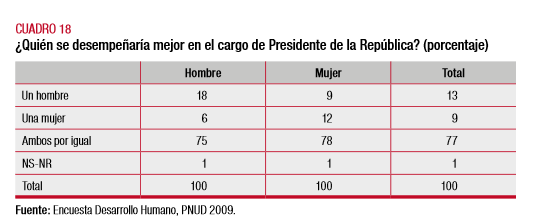 CUADRO 18
¿Quién se desempeñaría mejor en el cargo de Presidente de la República? (porcentaje)
Hombre Mujer Total
Un hombre 18 9 13
Una mujer 6 12 9
Ambos por igual 75 78 77
NS-NR 1 1 1
Total 100 100 100
Fuente: Encuesta Desarrollo Humano, PNUD 2009.